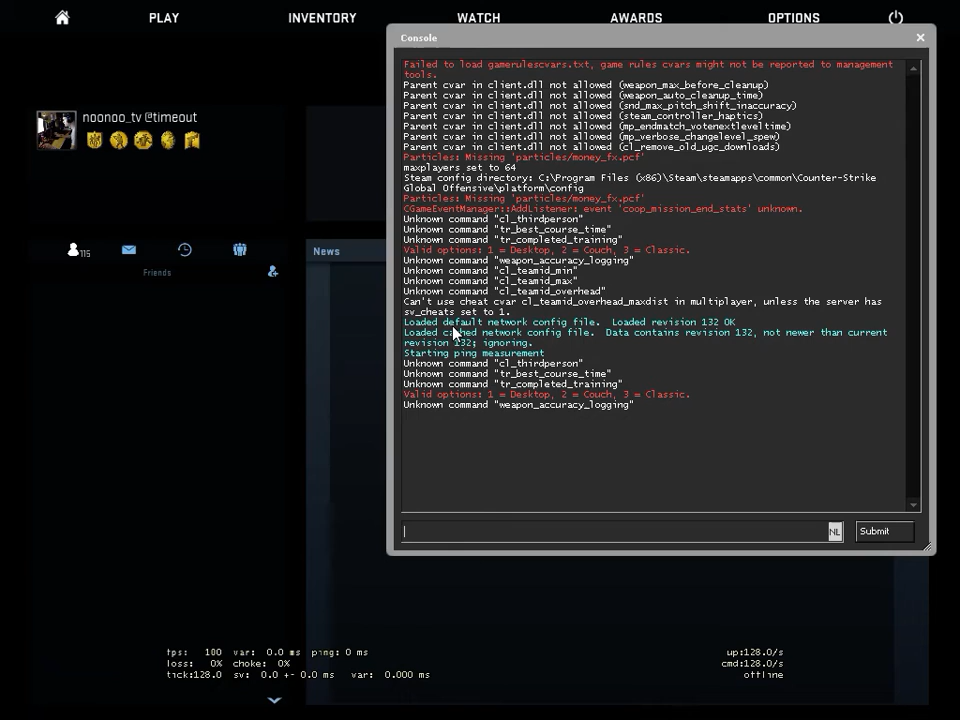 PLAY
INVENTORY
WATCH
AWARDS
OPTIONS
noonoo_tv @timeout
115
Friends
News
Console
Failed to load gamerulescvars.txt, game rules cvars might not be reported to management
tools.
Parent cvar in client.dll not allowed (weapon_max_before_cleanup)
Parent cvar in client.dll not allowed (weapon_auto_cleanup_time)
Parent cvar in client.dll not allowed (snd_max_pitch_shift_inaccuracy)
Parent cvar in client.dll not allowed (steam_controller_haptics)
Parent cvar in client.dll not allowed (mp_endmatch_votenextleveltime)
Parent cvar in client.dll not allowed (mp_verbose_changelevel_spew)
Parent cvar in client.dll not allowed (cl_remove_old_ugc_downloads)
Particles: Missing 'particles/money_fx.pcf'
maxplayers set to 64
Steam config directory: C:\Program Files (x86)\Steam\steamapps\common\Counter-Strike
Global Offensive\platform\config
Particles: Missing 'particles/money_fx.pcf'
CGameEventManager::AddListener: event 'coop_mission_end_stats' unknown.
Unknown command "cl_thirdperson"
Unknown command "tr_best_course_time"
Unknown command "tr_completed_training"
Valid options: 1 = Desktop, 2 = Couch, 3 = Classic.
Unknown command "weapon_accuracy_logging"
Unknown command "cl_teamid_min"
Unknown command "cl_teamid_max"
Unknown command "cl_teamid_overhead"
Can't use cheat cvar cl_teamid_overhead_maxdist in multiplayer, unless the server has
sv_cheats set to 1.
Loaded default network config file.  Loaded revision 132 OK
Loaded cached network config file.  Data contains revision 132, not newer than current
revision 132; ignoring.
Starting ping measurement
Unknown command "cl_thirdperson"
Unknown command "tr_best_course_time"
Unknown command "tr_completed_training"
Valid options: 1 = Desktop, 2 = Couch, 3 = Classic.
Unknown command "weapon_accuracy_logging"
NL
Submit
fps: 100 var: 0.0 ms ping: 0 ms
loss: 0% choke: 0%
tick:128.0 sv: 0.0 +- 0.0 ms var: 0.000 ms
up:128.0/s
cmd:128.0/s
offline